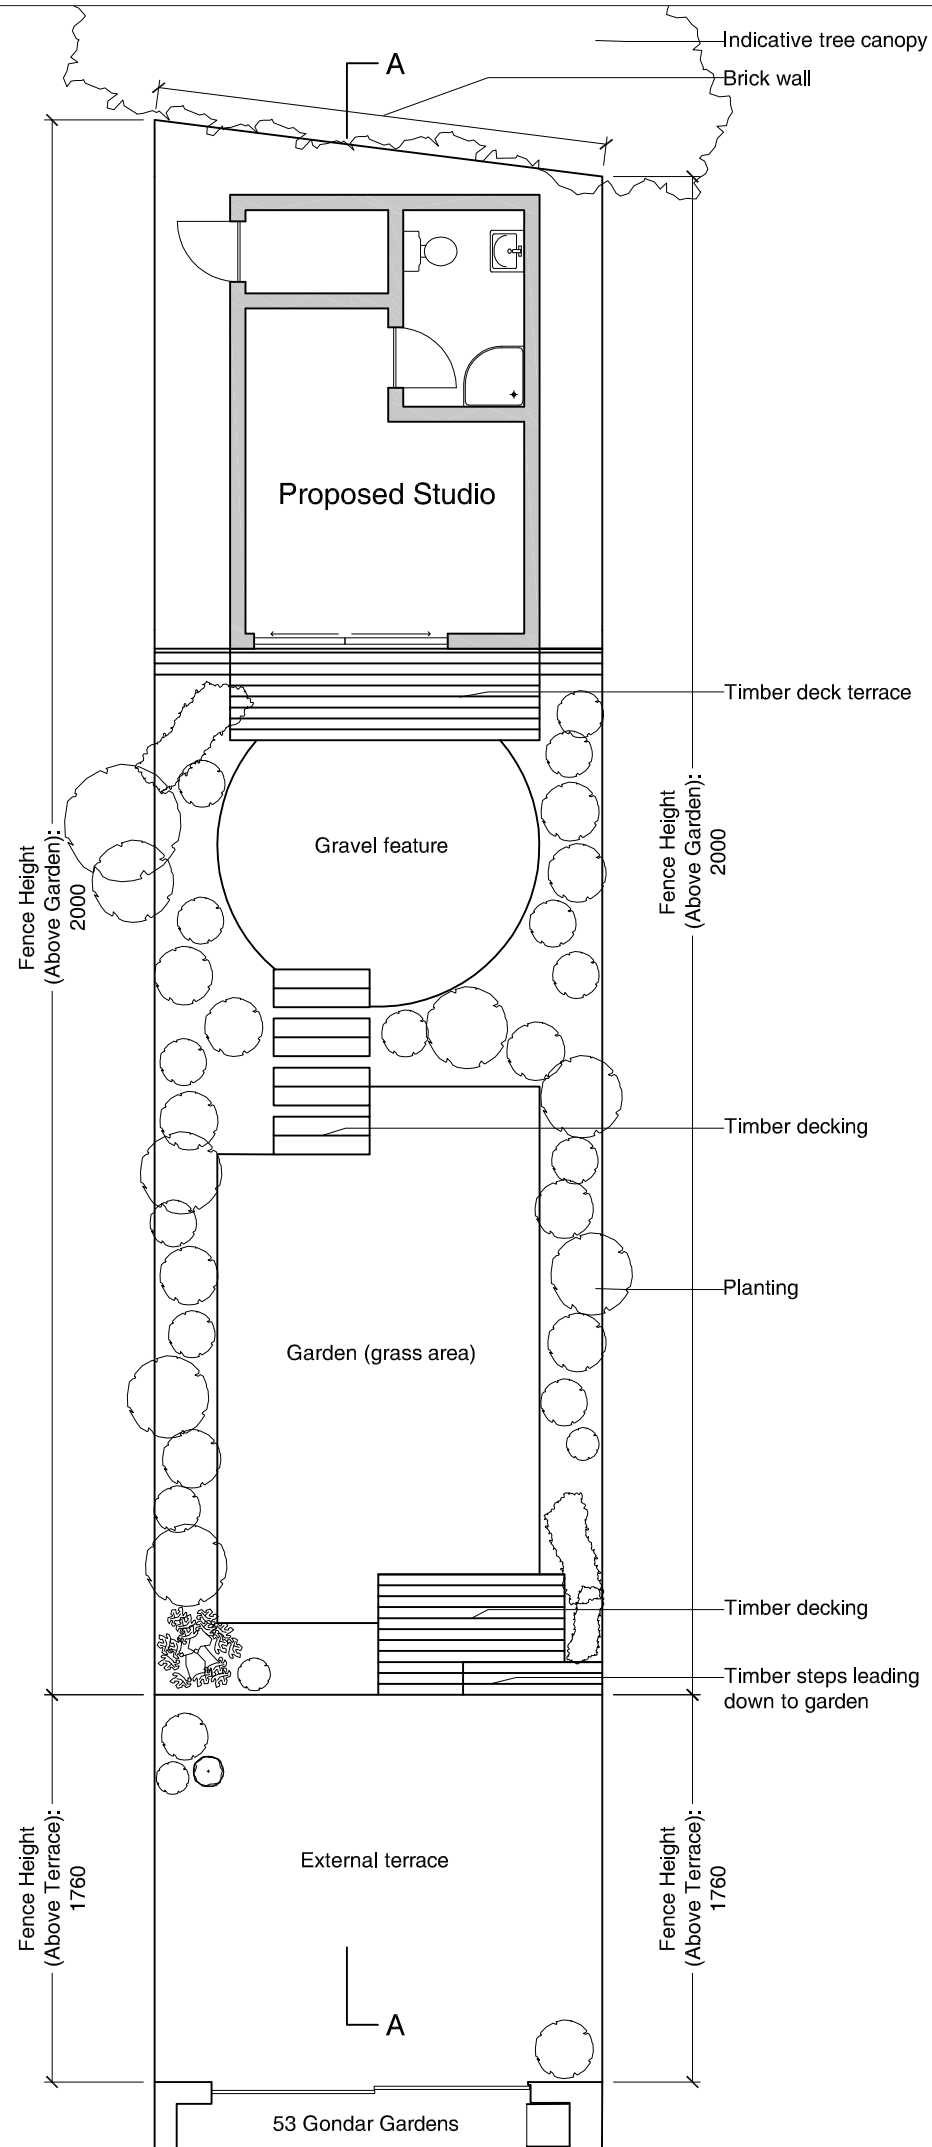 Indicative tree canopy
A
Brick wall
Proposed Studio
Timber deck terrace
Fence Height
(Above Garden):
2000
Gravel feature
Fence Height
(Above Garden):
2000
Timber decking
Planting
Garden (grass area)
Timber decking
Timber steps leading
down to garden
Fence Height
(Above Terrace):
1760
External terrace
Fence Height
(Above Terrace):
1760
A
53 Gondar Gardens